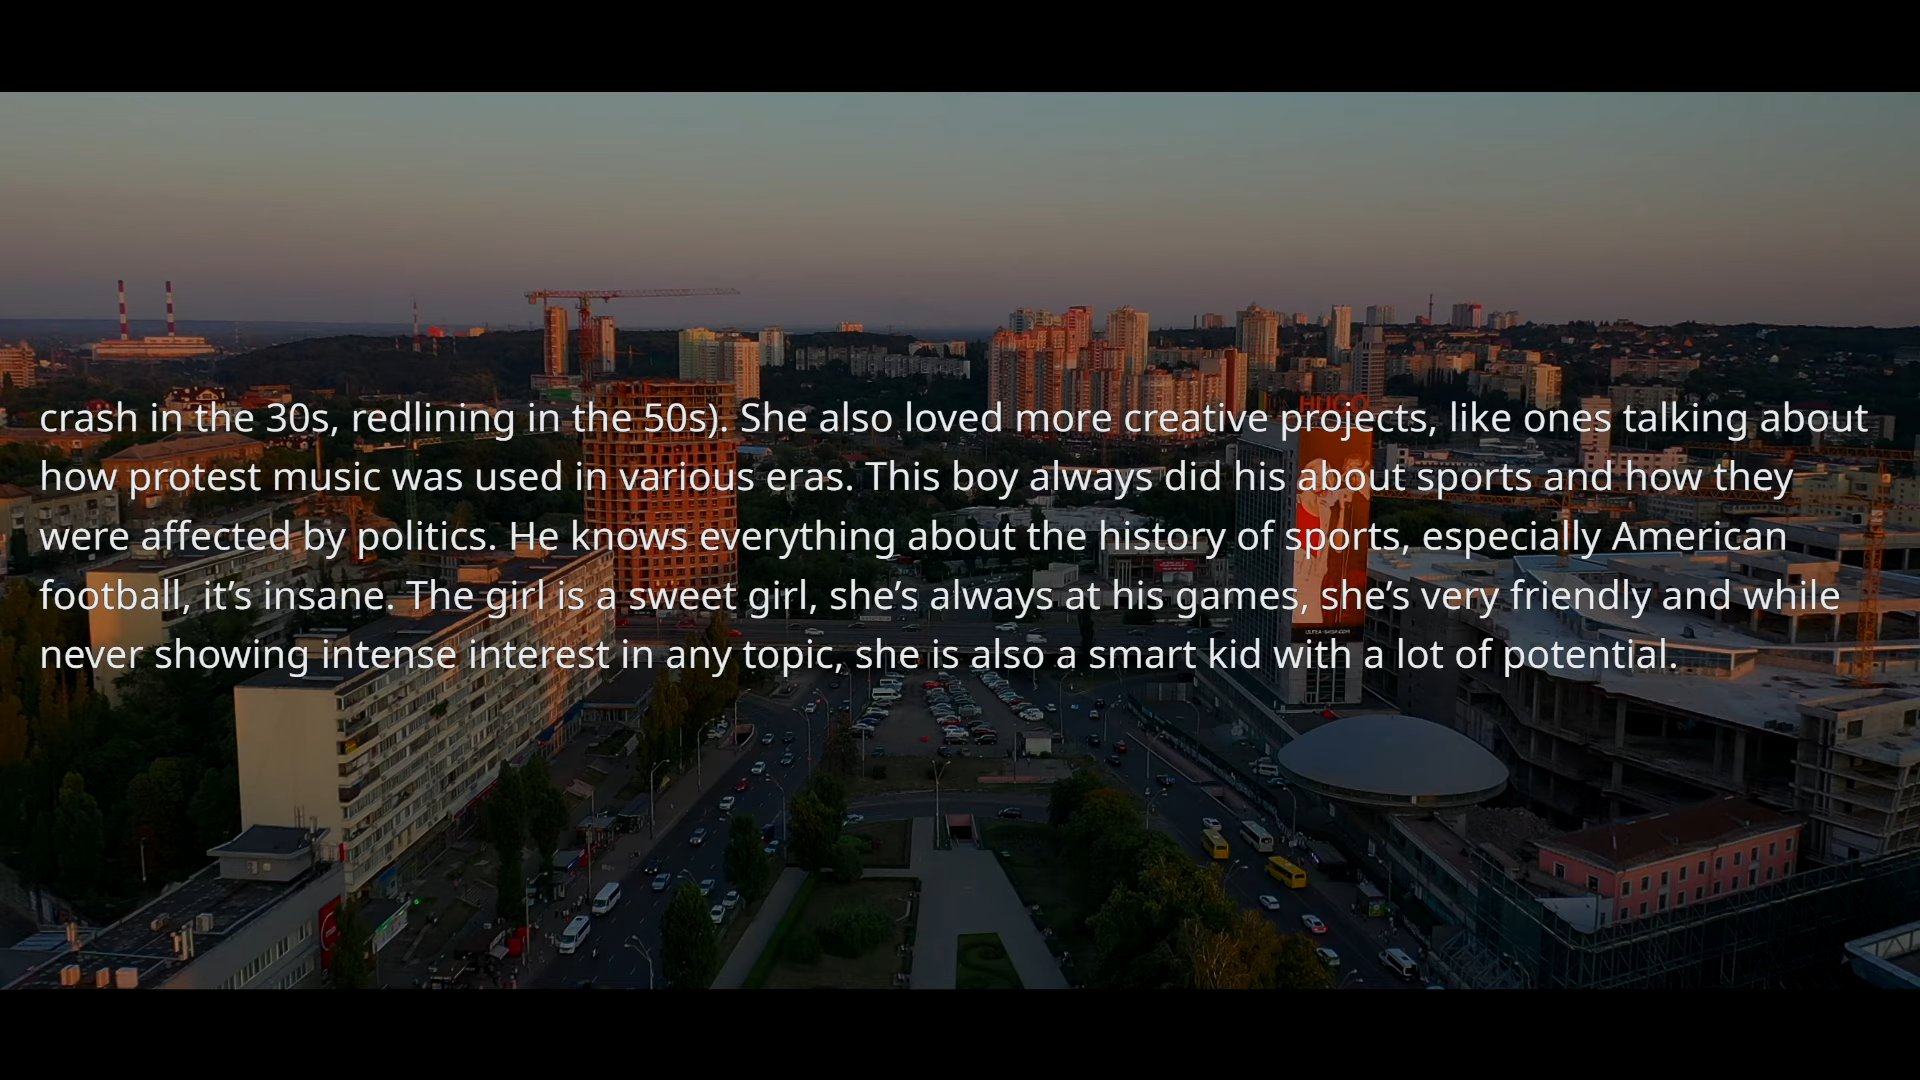 HUGO
crash in the 30s, redlining in the 50s). She also loved more creative projects, like ones talking about
how protest music was used in various eras. This boy always did his about sports and how they
were affected by politics. He knows everything about the history of sports, especially American
football, it’s insane. The girl is a sweet girl, she’s always at his games, she’s very friendly and while
never showing intense interest in any topic, she is also a smart kid with a lot of potential.